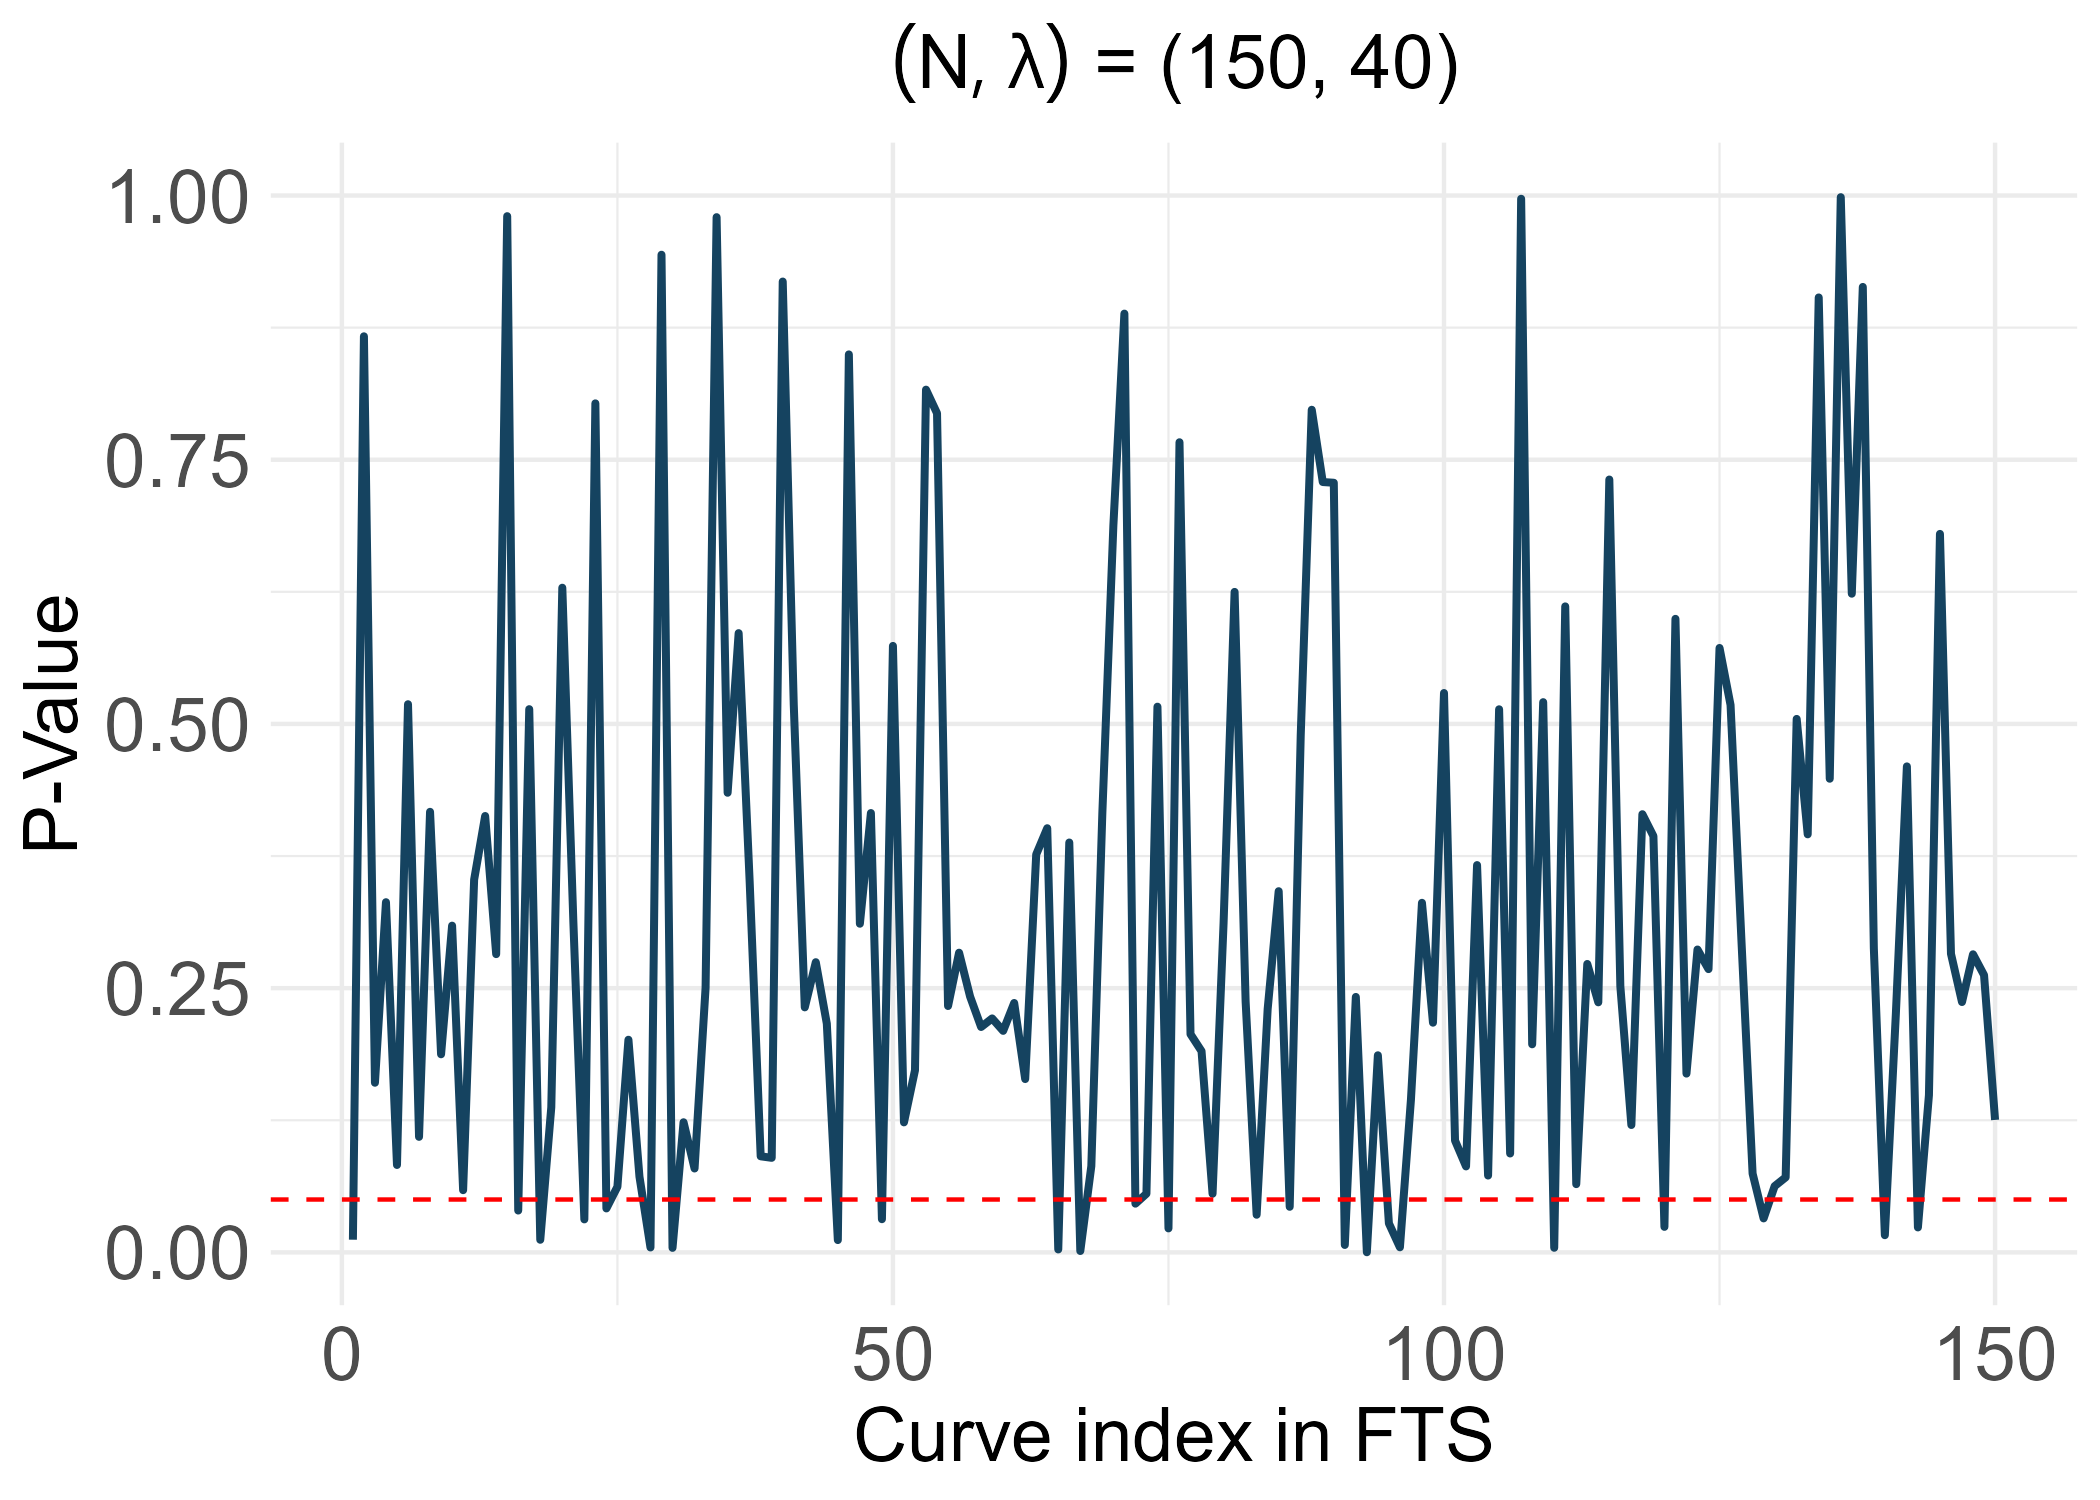 (N, λ) = (150, 40)
1.00
0.75
0.50
0.25
0.00
P-Value
0 50 100 150
Curve index in FTS